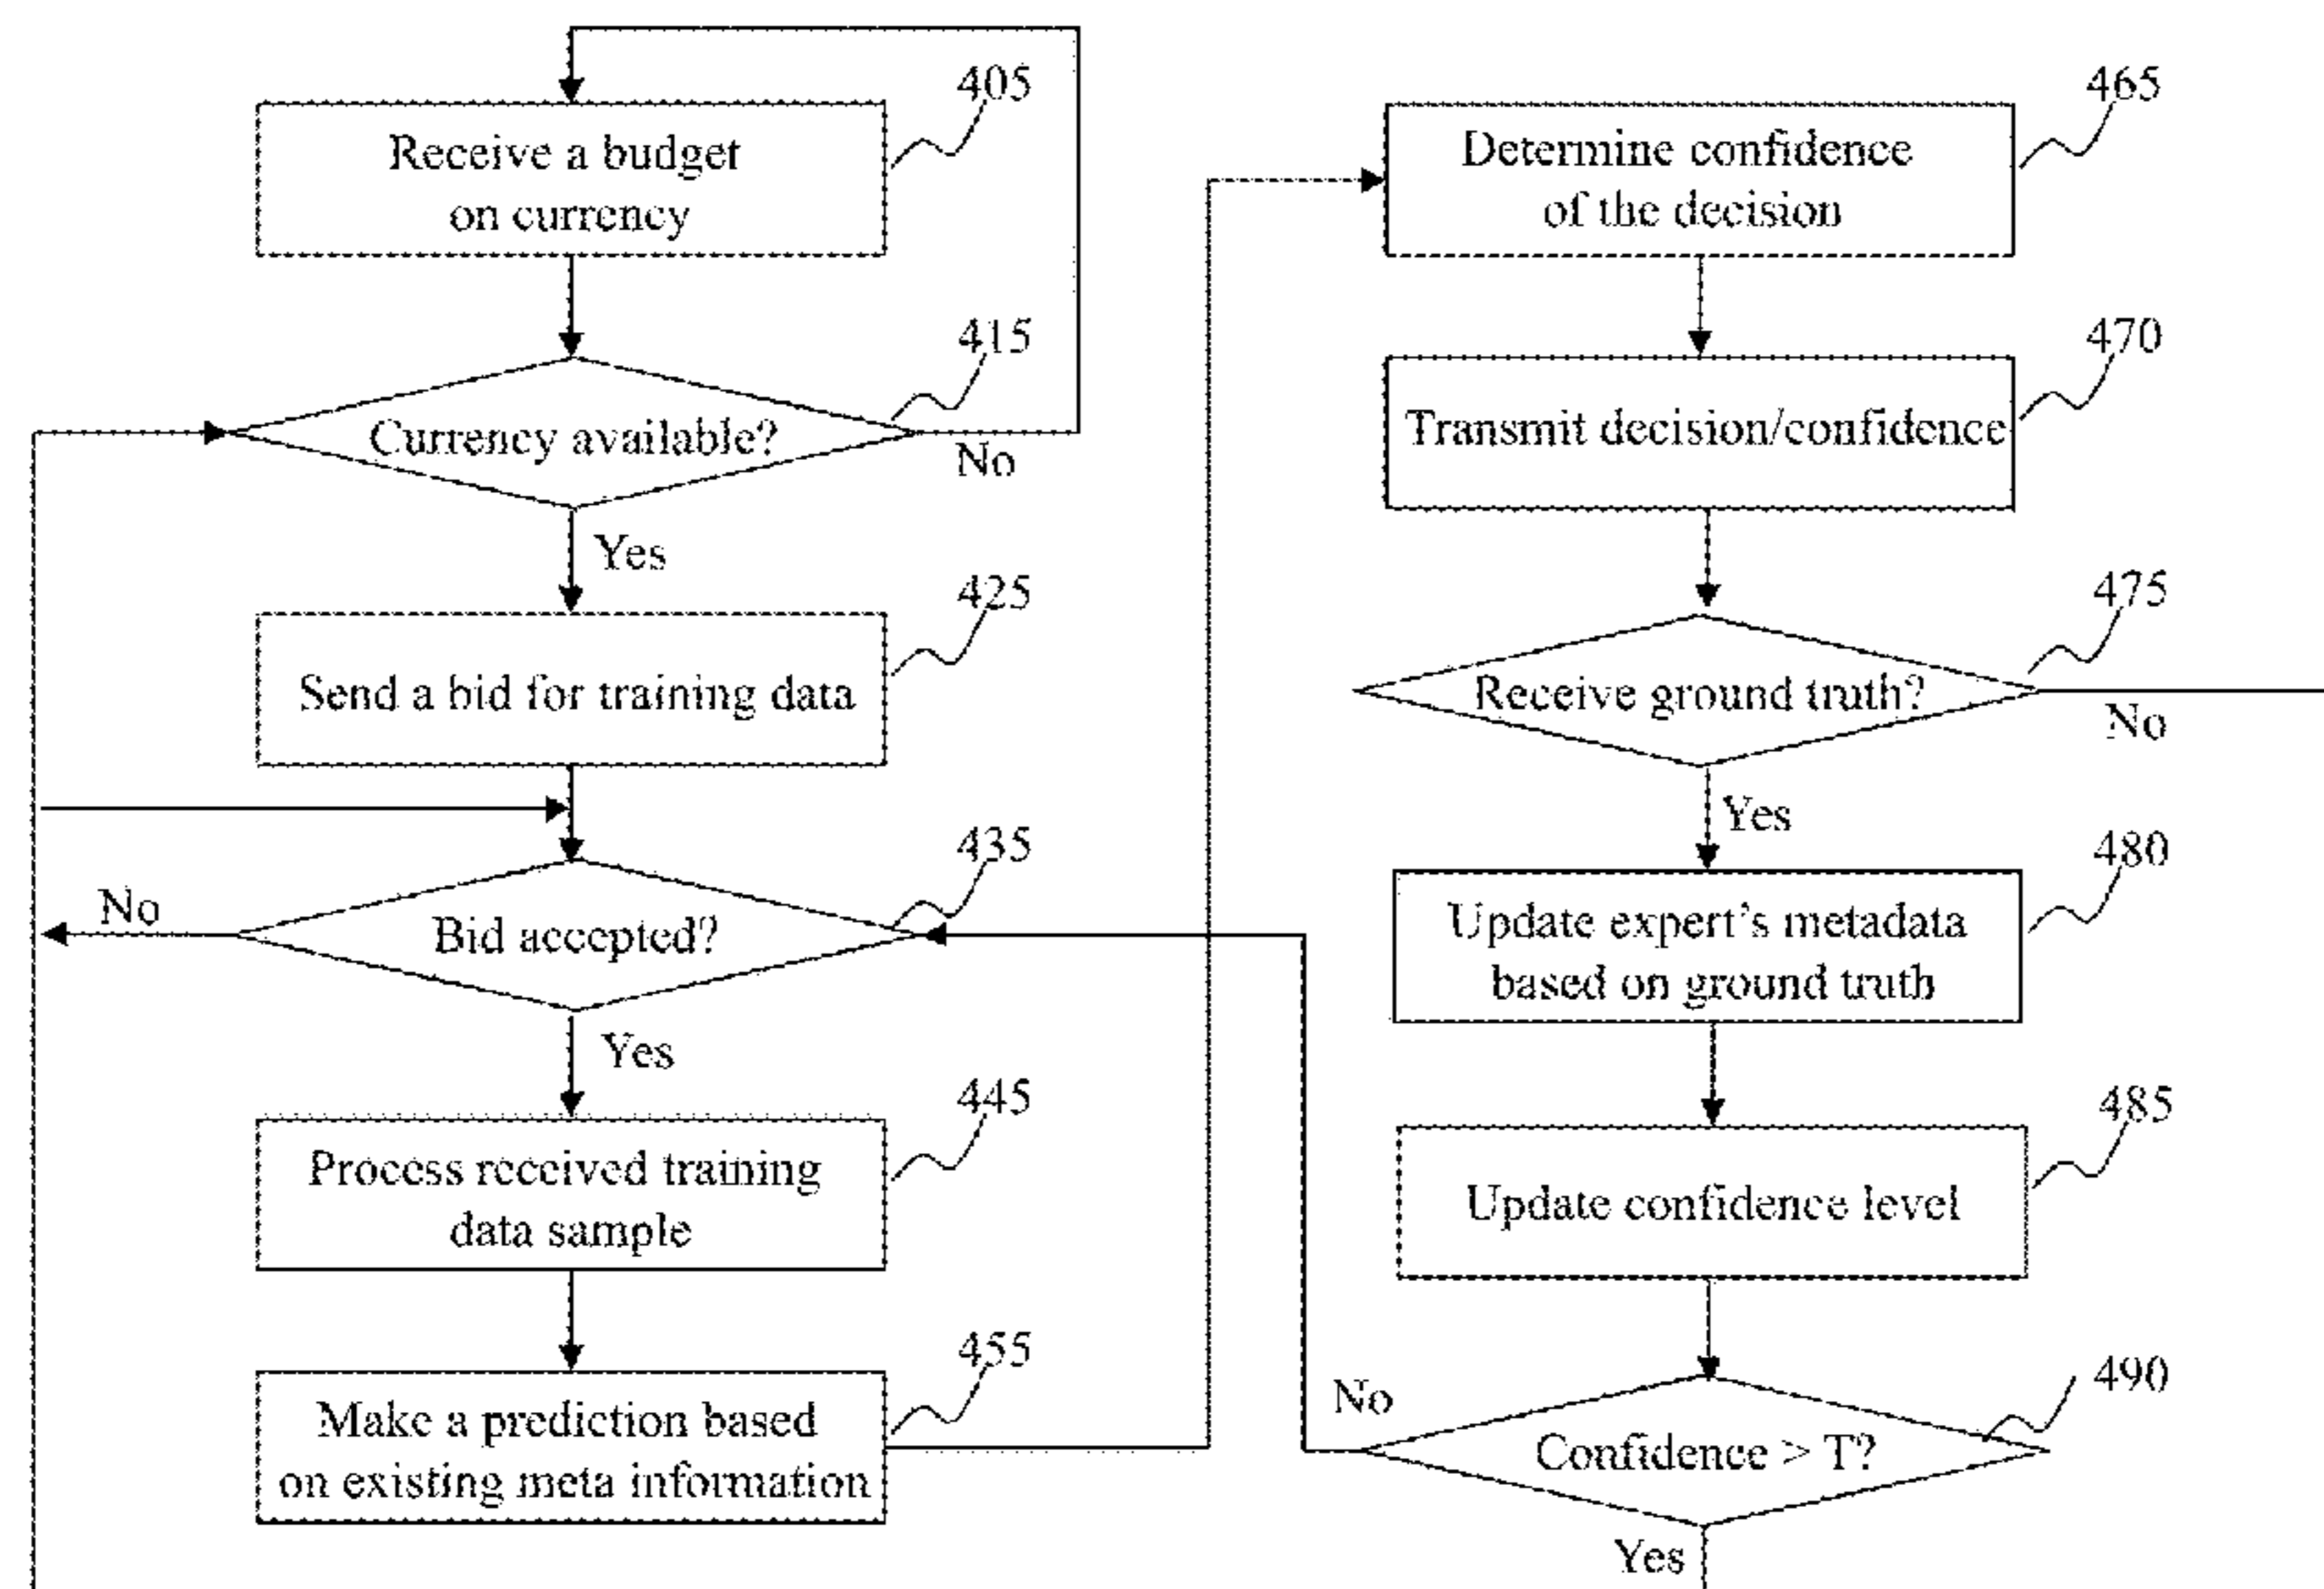 405
Receive a budget
on currency
415
Currency available?
No
Yes
425
Send a bid for training data
435
No
Bid accepted?
Yes
445
Process received training
data sample
455
Make a prediction based
on existing meta information
465
Determine confidence
of the decision
470
Transmit decision/confidence
475
Receive ground truth?
No
Yes
480
Update expert's metadata
based on ground truth
485
Update confidence level
490
No
Confidence > T?
Yes